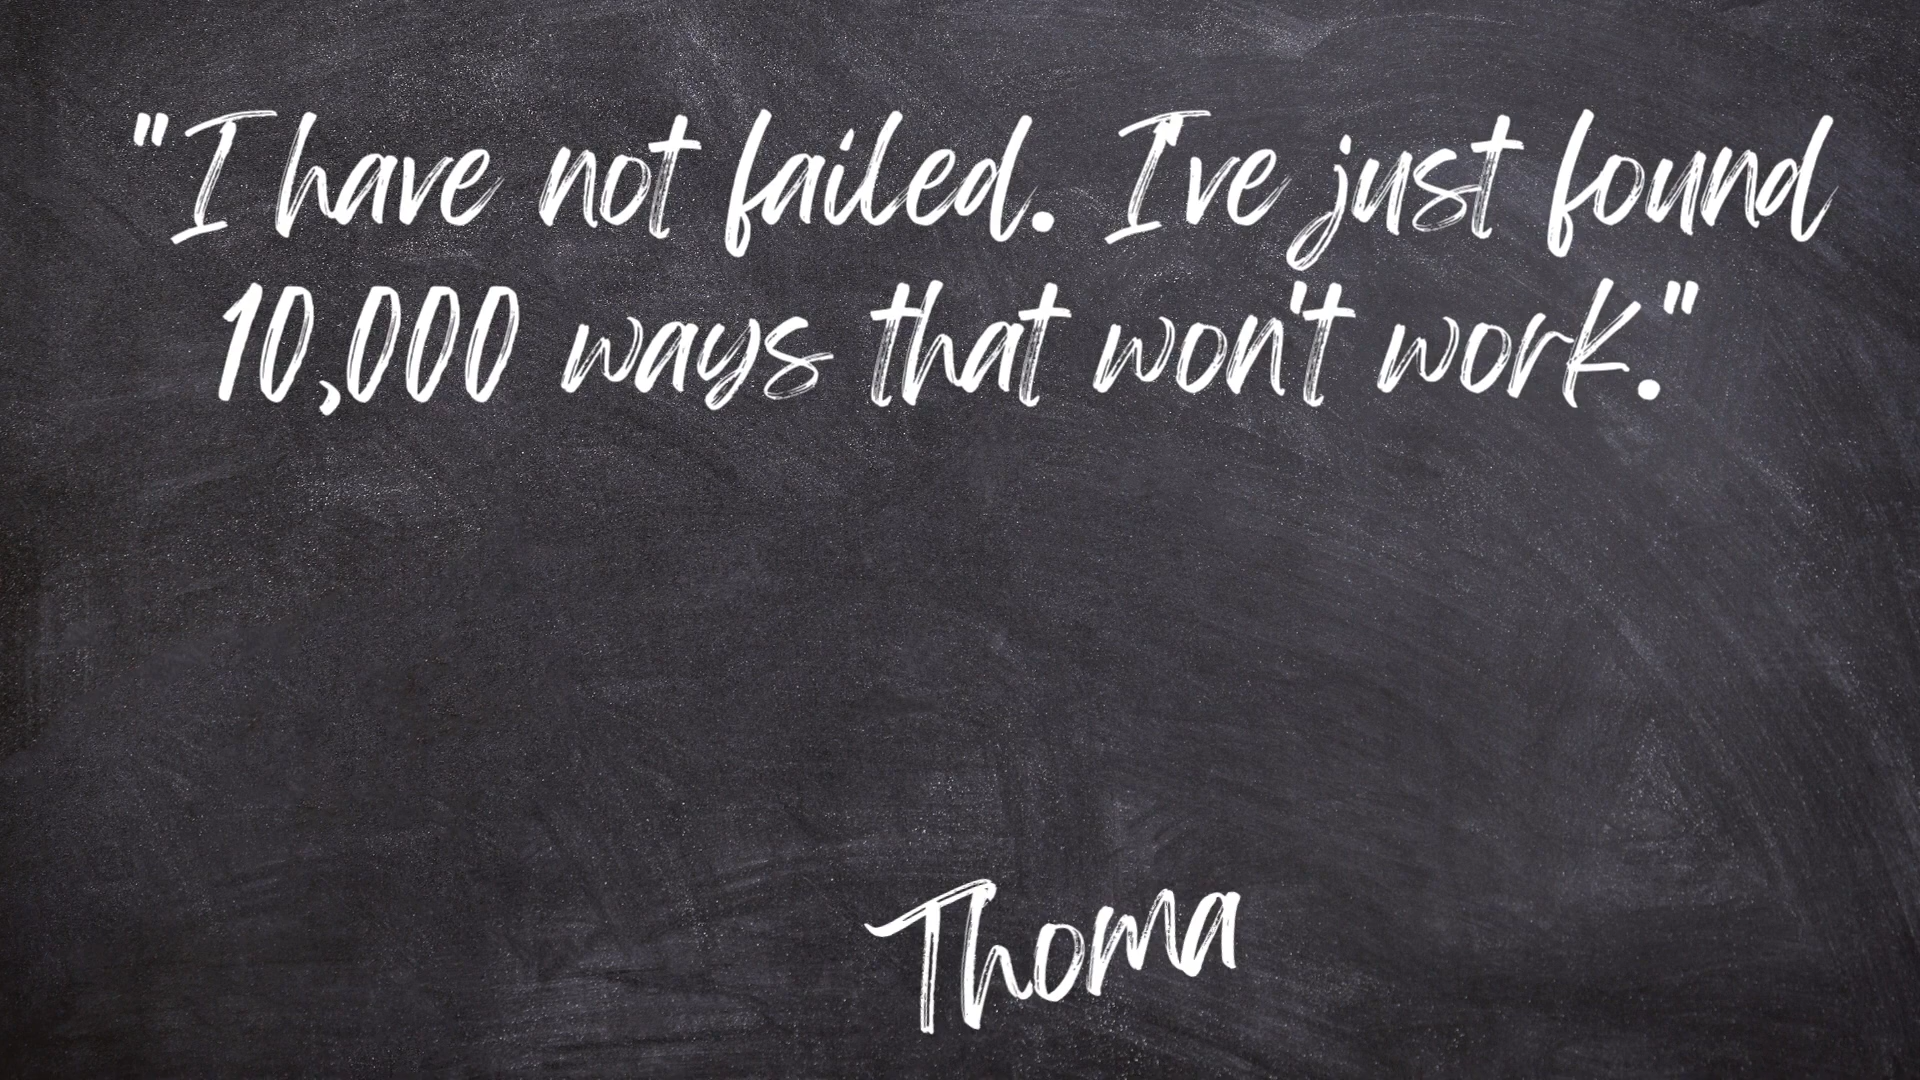 "I have not failed. I've just found
10,000 ways that won't work."
Thoma